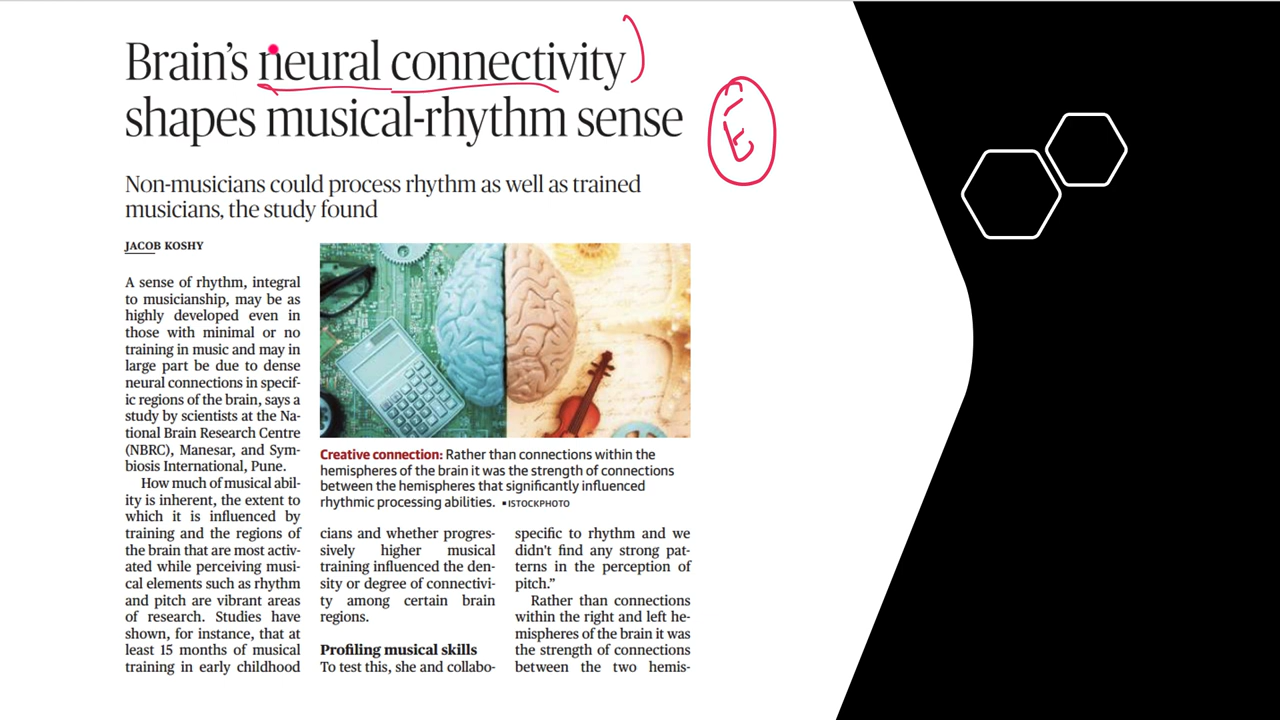 Brain’s neural connectivity
shapes musical-rhythm sense
Non-musicians could process rhythm as well as trained
musicians, the study found
JACOB KOSHY
A sense of rhythm, integral
to musicianship, may be as
highly developed even in
those with minimal or no
training in music and may in
large part be due to dense
neural connections in specif-
ic regions of the brain, says a
study by scientists at the Na-
tional Brain Research Centre
(NBRC), Manesar, and Sym-
biosis International, Pune.
How much of musical abil-
ity is inherent, the extent to
which it is influenced by
training and the regions of
the brain that are most activ-
ated while perceiving musi-
cal elements such as rhythm
and pitch are vibrant areas
of research. Studies have
shown, for instance, that at
least 15 months of musical
training in early childhood
Creative connection: Rather than connections within the
hemispheres of the brain it was the strength of connections
between the hemispheres that significantly influenced
rhythmic processing abilities. ▪ISTOCKPHOTO
cians and whether progres-
sively higher musical
training influenced the den-
sity or degree of connectivi-
ty among certain brain
regions.
Profiling musical skills
To test this, she and collabo-
specific to rhythm and we
didn’t find any strong pat-
terns in the perception of
pitch.”
Rather than connections
within the right and left he-
mispheres of the brain it was
the strength of connections
between the two hemis-